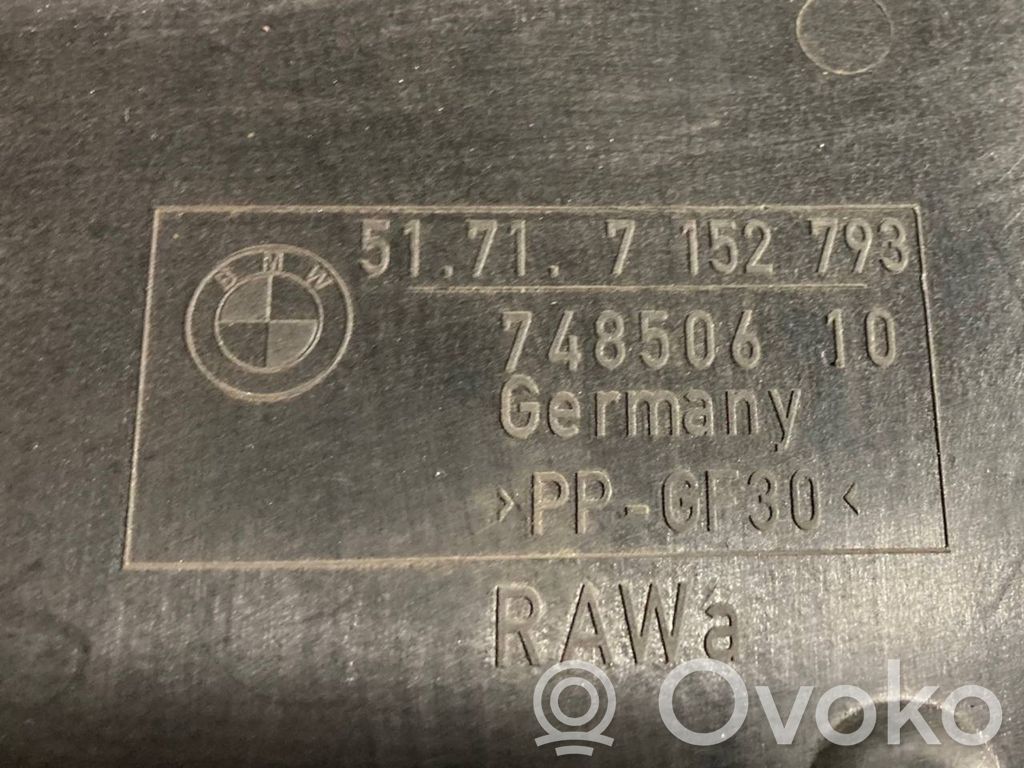 BMW
51.71. 7 152 793
748506 10
Germany
>PP-GF30<
RAWa
Ovoko